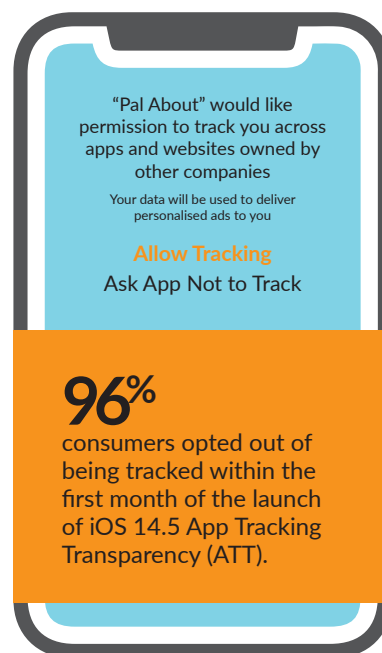 “Pal About” would like
permission to track you across
apps and websites owned by
other companies
Your data will be used to deliver
personalised ads to you
Allow Tracking
Ask App Not to Track
96%
consumers opted out of
being tracked within the
first month of the launch
of iOS 14.5 App Tracking
Transparency (ATT).